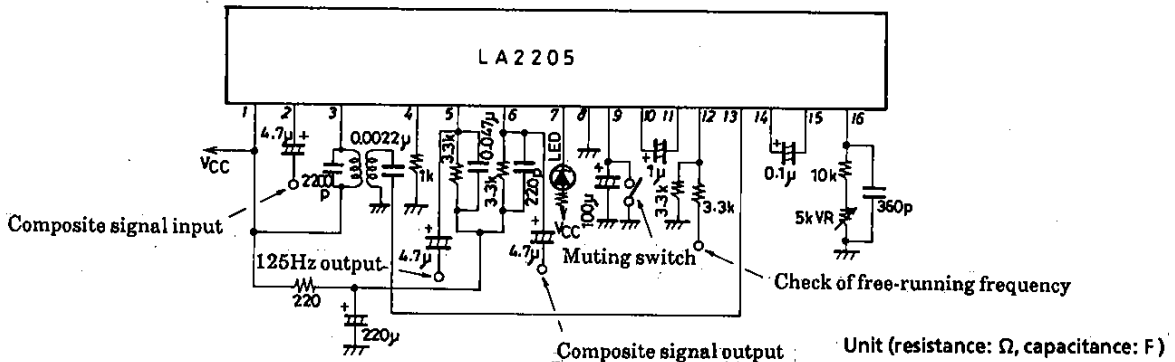 LA2205
1 2 3 4 5 6 7 8 9 10 11 12 13 14 15 16
4.7μ +
0.0022μ
3.3k
0.047μ
3.3k
220p
LED
VCC
2200
p
1k
VCC
100μ
+
1μ
3.3k
3.3k
+
0.1μ
10k
360p
5kVR
Composite signal input
+
4.7μ
+
4.7μ
Muting switch
125Hz output
Check of free-running frequency
220
+
220μ
Composite signal output
Unit (resistance: Ω, capacitance: F)